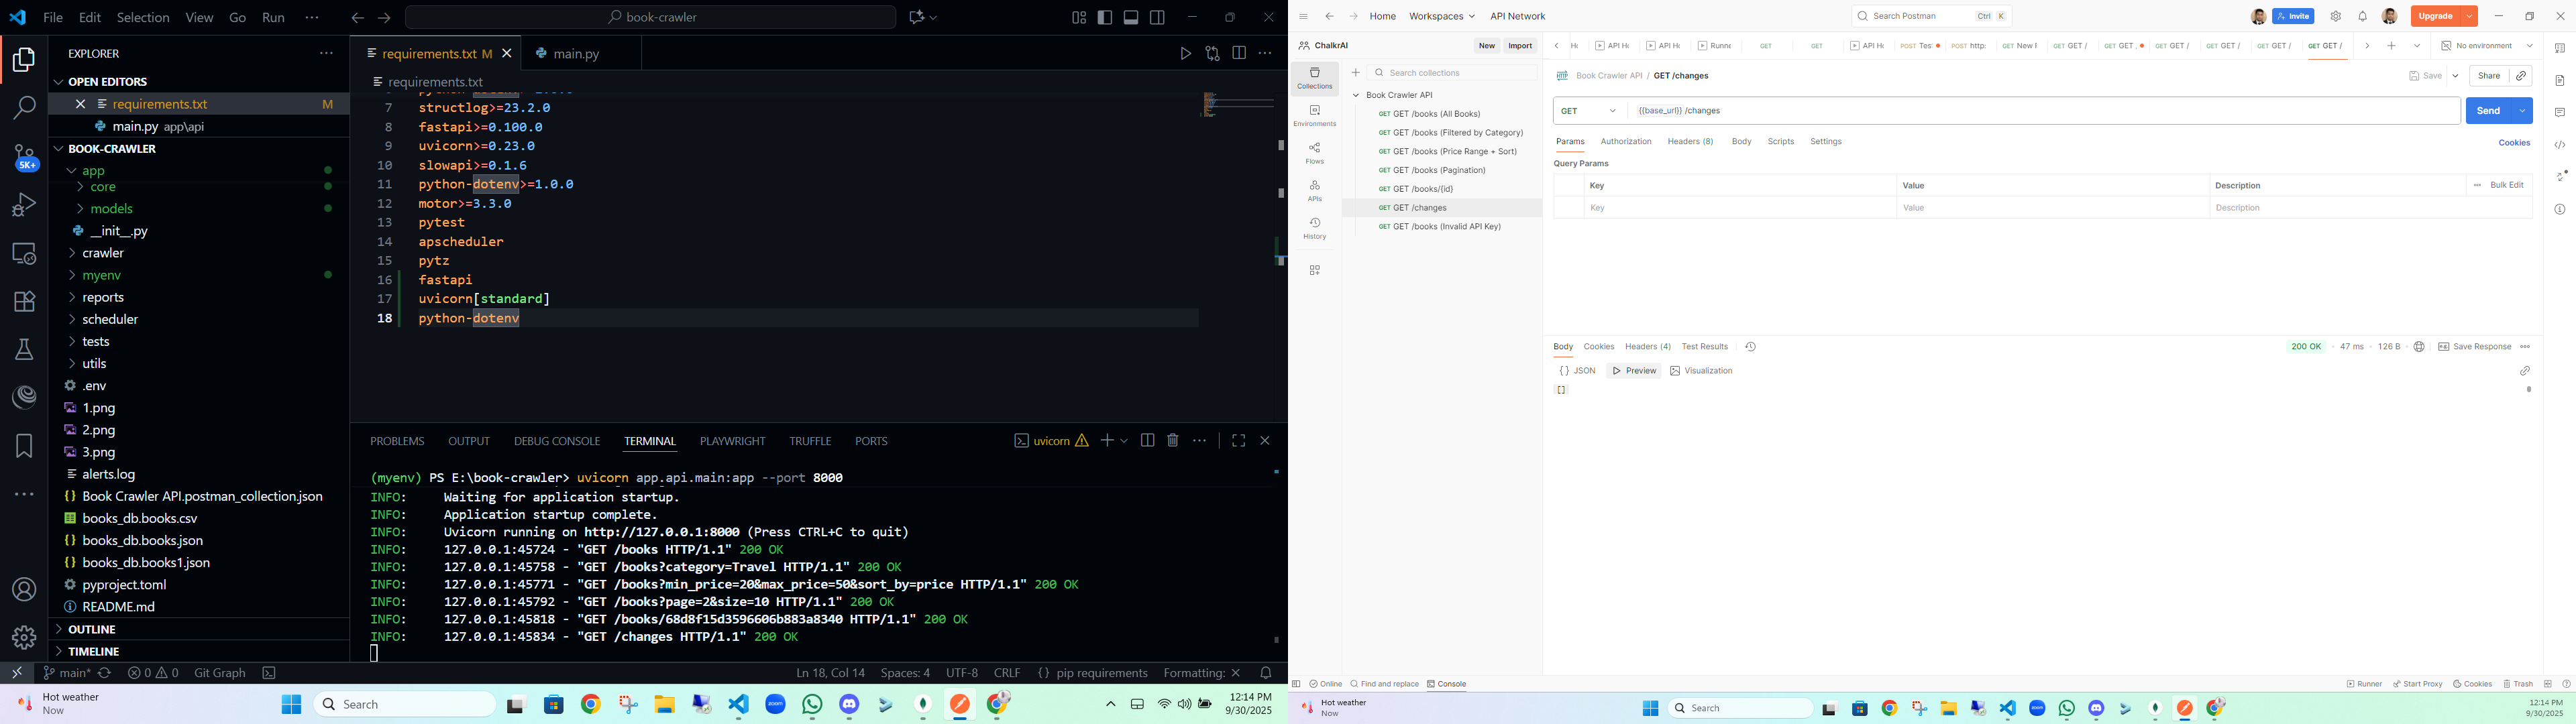 File Edit Selection View Go Run ···
book-crawler
EXPLORER
OPEN EDITORS
requirements.txt M
main.py app\api
BOOK-CRAWLER
app
core
models
__init__.py
crawler
myenv
reports
scheduler
tests
utils
.env
1.png
2.png
3.png
alerts.log
Book Crawler API.postman_collection.json
books_db.books.csv
books_db.books.json
books_db.books1.json
pyproject.toml
README.md
OUTLINE
TIMELINE
5K+
requirements.txt M
main.py
requirements.txt
7 structlog>=23.2.0
8 fastapi>=0.100.0
9 uvicorn>=0.23.0
10 slowapi>=0.1.6
11 python-dotenv>=1.0.0
12 motor>=3.3.0
13 pytest
14 apscheduler
15 pytz
16 fastapi
17 uvicorn[standard]
18 python-dotenv
PROBLEMS OUTPUT DEBUG CONSOLE TERMINAL PLAYWRIGHT TRUFFLE PORTS
uvicorn
(myenv) PS E:\book-crawler> uvicorn app.api.main:app --port 8000
INFO: Waiting for application startup.
INFO: Application startup complete.
INFO: Uvicorn running on http://127.0.0.1:8000 (Press CTRL+C to quit)
INFO: 127.0.0.1:45724 - "GET /books HTTP/1.1" 200 OK
INFO: 127.0.0.1:45758 - "GET /books?category=Travel HTTP/1.1" 200 OK
INFO: 127.0.0.1:45771 - "GET /books?min_price=20&max_price=50&sort_by=price HTTP/1.1" 200 OK
INFO: 127.0.0.1:45792 - "GET /books?page=2&size=10 HTTP/1.1" 200 OK
INFO: 127.0.0.1:45818 - "GET /books/68d8f15d3596606b883a8340 HTTP/1.1" 200 OK
INFO: 127.0.0.1:45834 - "GET /changes HTTP/1.1" 200 OK
main* 0 0 Git Graph
Ln 18, Col 14 Spaces: 4 UTF-8 CRLF pip requirements Formatting:
Hot weather
Now
Search
zoom
12:14 PM
9/30/2025
Home Workspaces API Network
Search Postman Ctrl K
Invite
Upgrade
ChalkrAI
New Import
API H
API H
Runne
GET
GET
API H
POST Tes
POST http:
GET New F
GET GET /
GET GET
GET GET /
GET GET /
GET GET /
GET GET /
No environment
Collections
Environments
Flows
APIs
History
Search collections
Book Crawler API
GET GET /books (All Books)
GET GET /books (Filtered by Category)
GET GET /books (Price Range + Sort)
GET GET /books (Pagination)
GET GET /books/{id}
GET GET /changes
GET GET /books (Invalid API Key)
Book Crawler API / GET /changes
Save Share
GET {{base_url}} /changes
Send
Params Authorization Headers (8) Body Scripts Settings Cookies
Query Params
Key Value Description Bulk Edit
Key Value Description
Body Cookies Headers (4) Test Results
200 OK 47 ms 126 B Save Response
{} JSON Preview Visualization
[]
Online Find and replace Console
Runner Start Proxy Cookies Trash
Hot weather
Now
Search
zoom
12:14 PM
9/30/2025